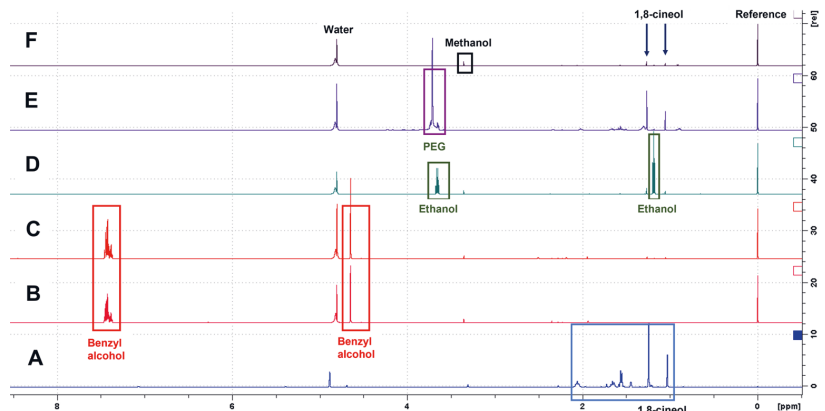 Water
1,8-cineol
Reference
[rel]
F
Methanol
60
E
50
PEG
D
40
Ethanol
Ethanol
C
30
B
20
Benzyl
alcohol
Benzyl
alcohol
10
A
0
8
6
4
2
0
[ppm]
1,8-cineol